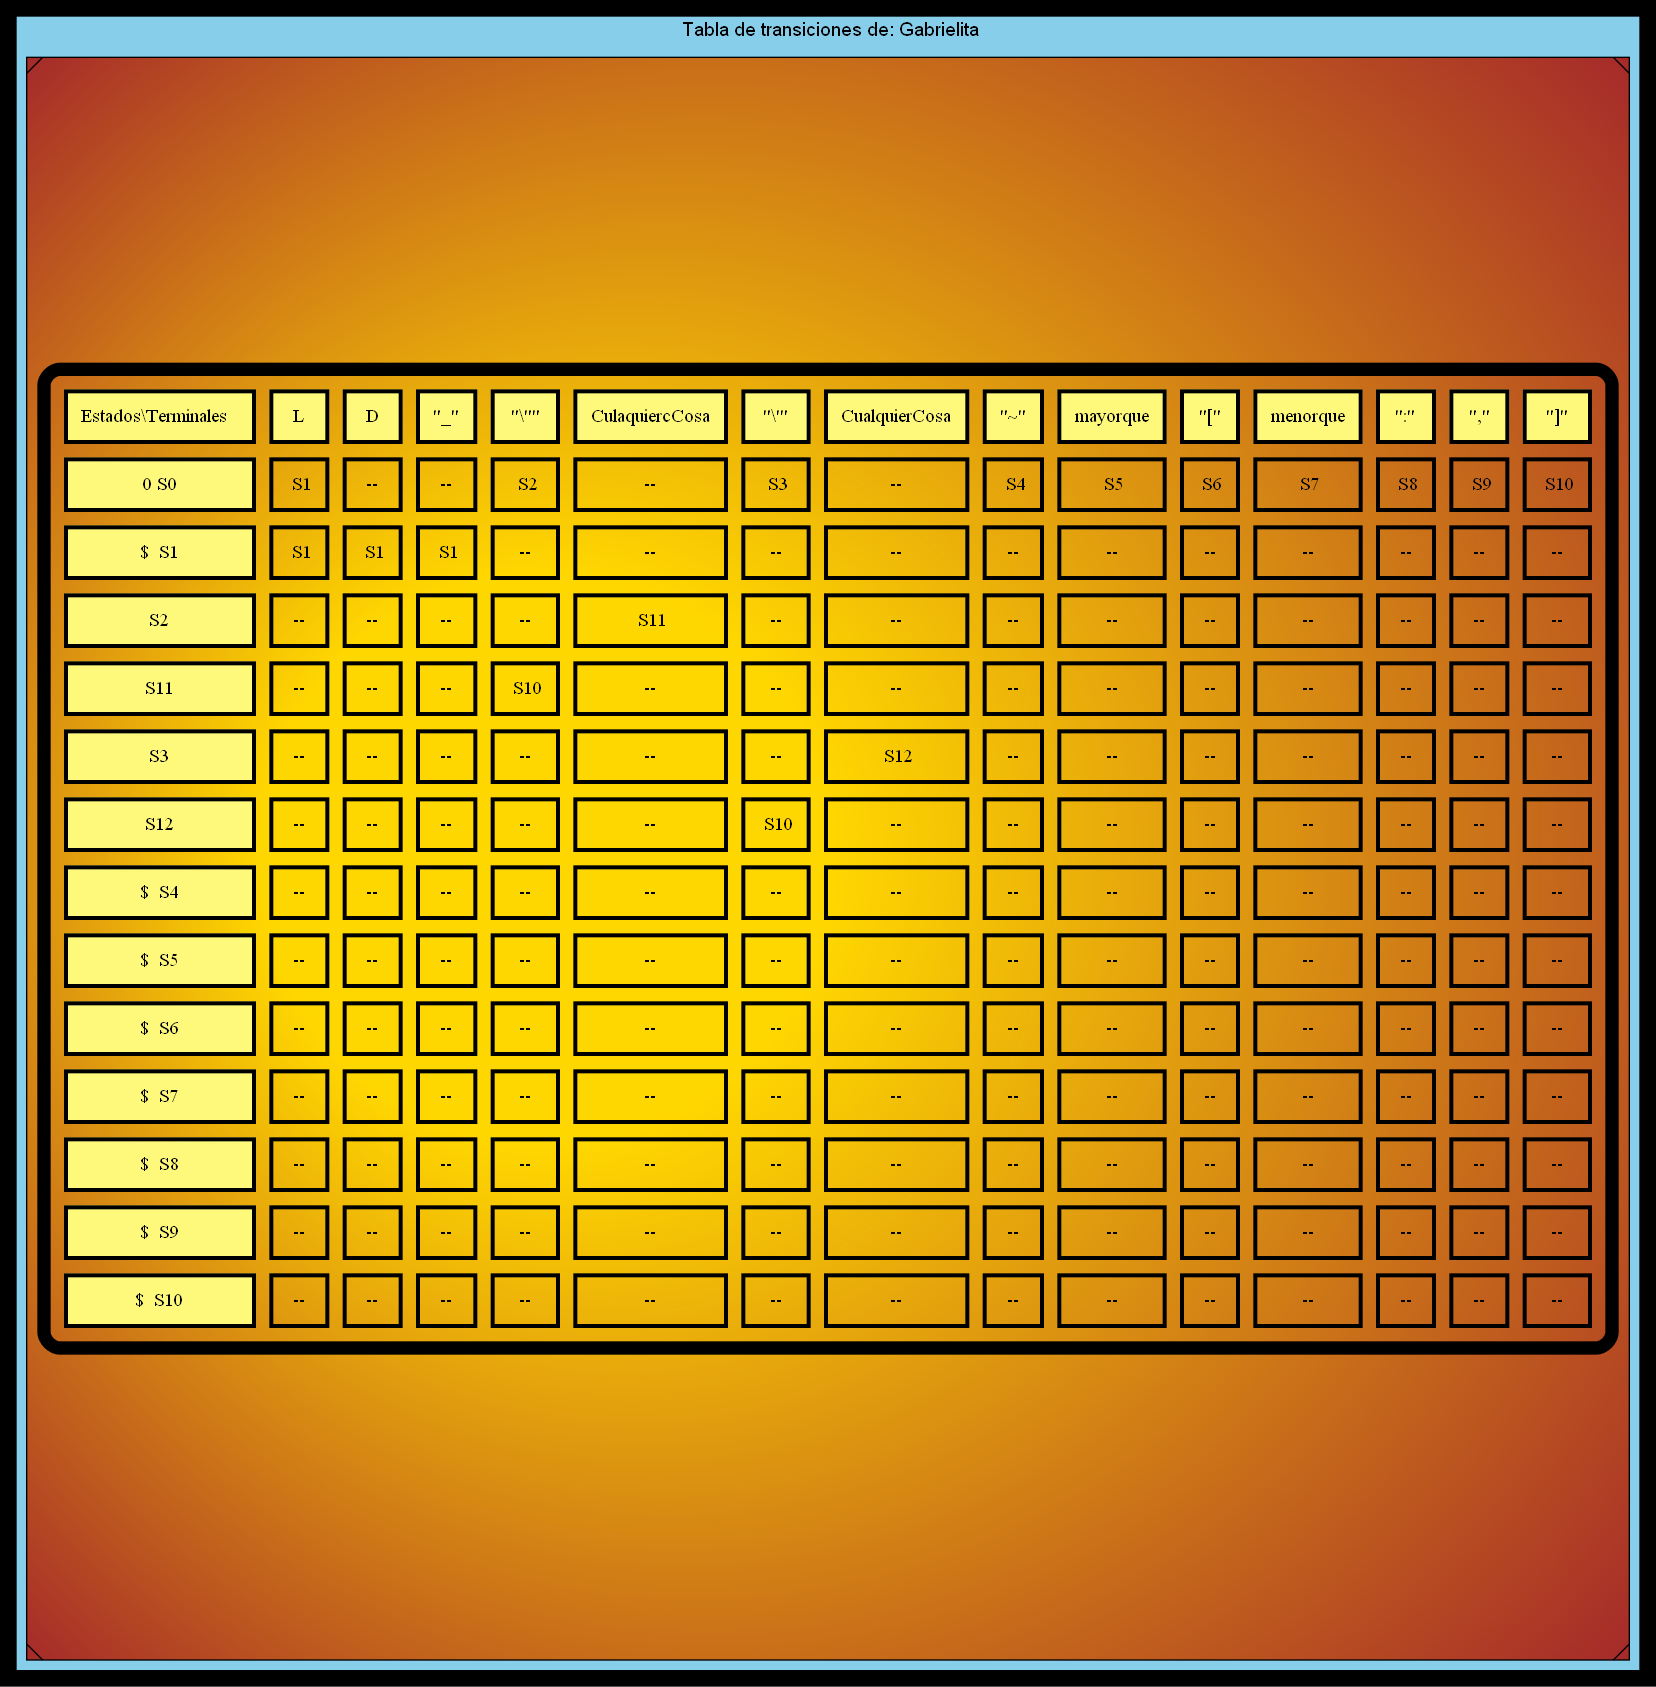 Tabla de transiciones de: Gabrielita
Estados\Terminales L D "_" "\"" CulaquiercCosa "\'" CualquierCosa "~" mayorque "[" menorque ":" "," "]"
0 S0 S1 -- -- S2 -- S3 -- S4 S5 S6 S7 S8 S9 S10
$ S1 S1 S1 S1 -- -- -- -- -- -- -- -- -- -- --
S2 -- -- -- -- S11 -- -- -- -- -- -- -- -- --
S11 -- -- -- S10 -- -- -- -- -- -- -- -- -- --
S3 -- -- -- -- -- -- S12 -- -- -- -- -- -- --
S12 -- -- -- -- -- S10 -- -- -- -- -- -- -- --
$ S4 -- -- -- -- -- -- -- -- -- -- -- -- -- --
$ S5 -- -- -- -- -- -- -- -- -- -- -- -- -- --
$ S6 -- -- -- -- -- -- -- -- -- -- -- -- -- --
$ S7 -- -- -- -- -- -- -- -- -- -- -- -- -- --
$ S8 -- -- -- -- -- -- -- -- -- -- -- -- -- --
$ S9 -- -- -- -- -- -- -- -- -- -- -- -- -- --
$ S10 -- -- -- -- -- -- -- -- -- -- -- -- -- --